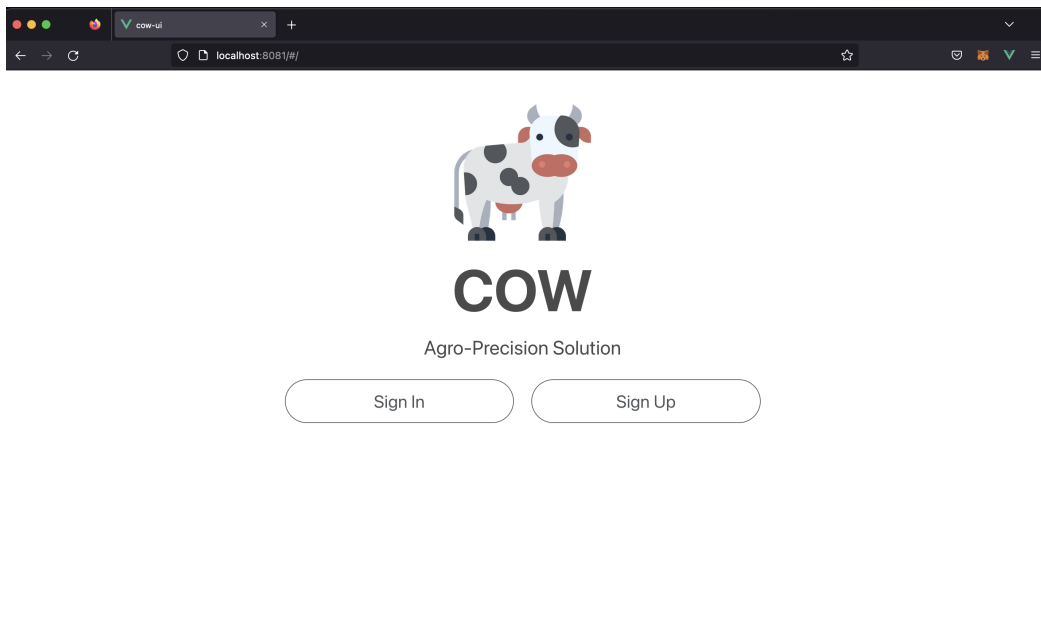 cow-ui
localhost:8081/#/
COW
Agro-Precision Solution
Sign In
Sign Up